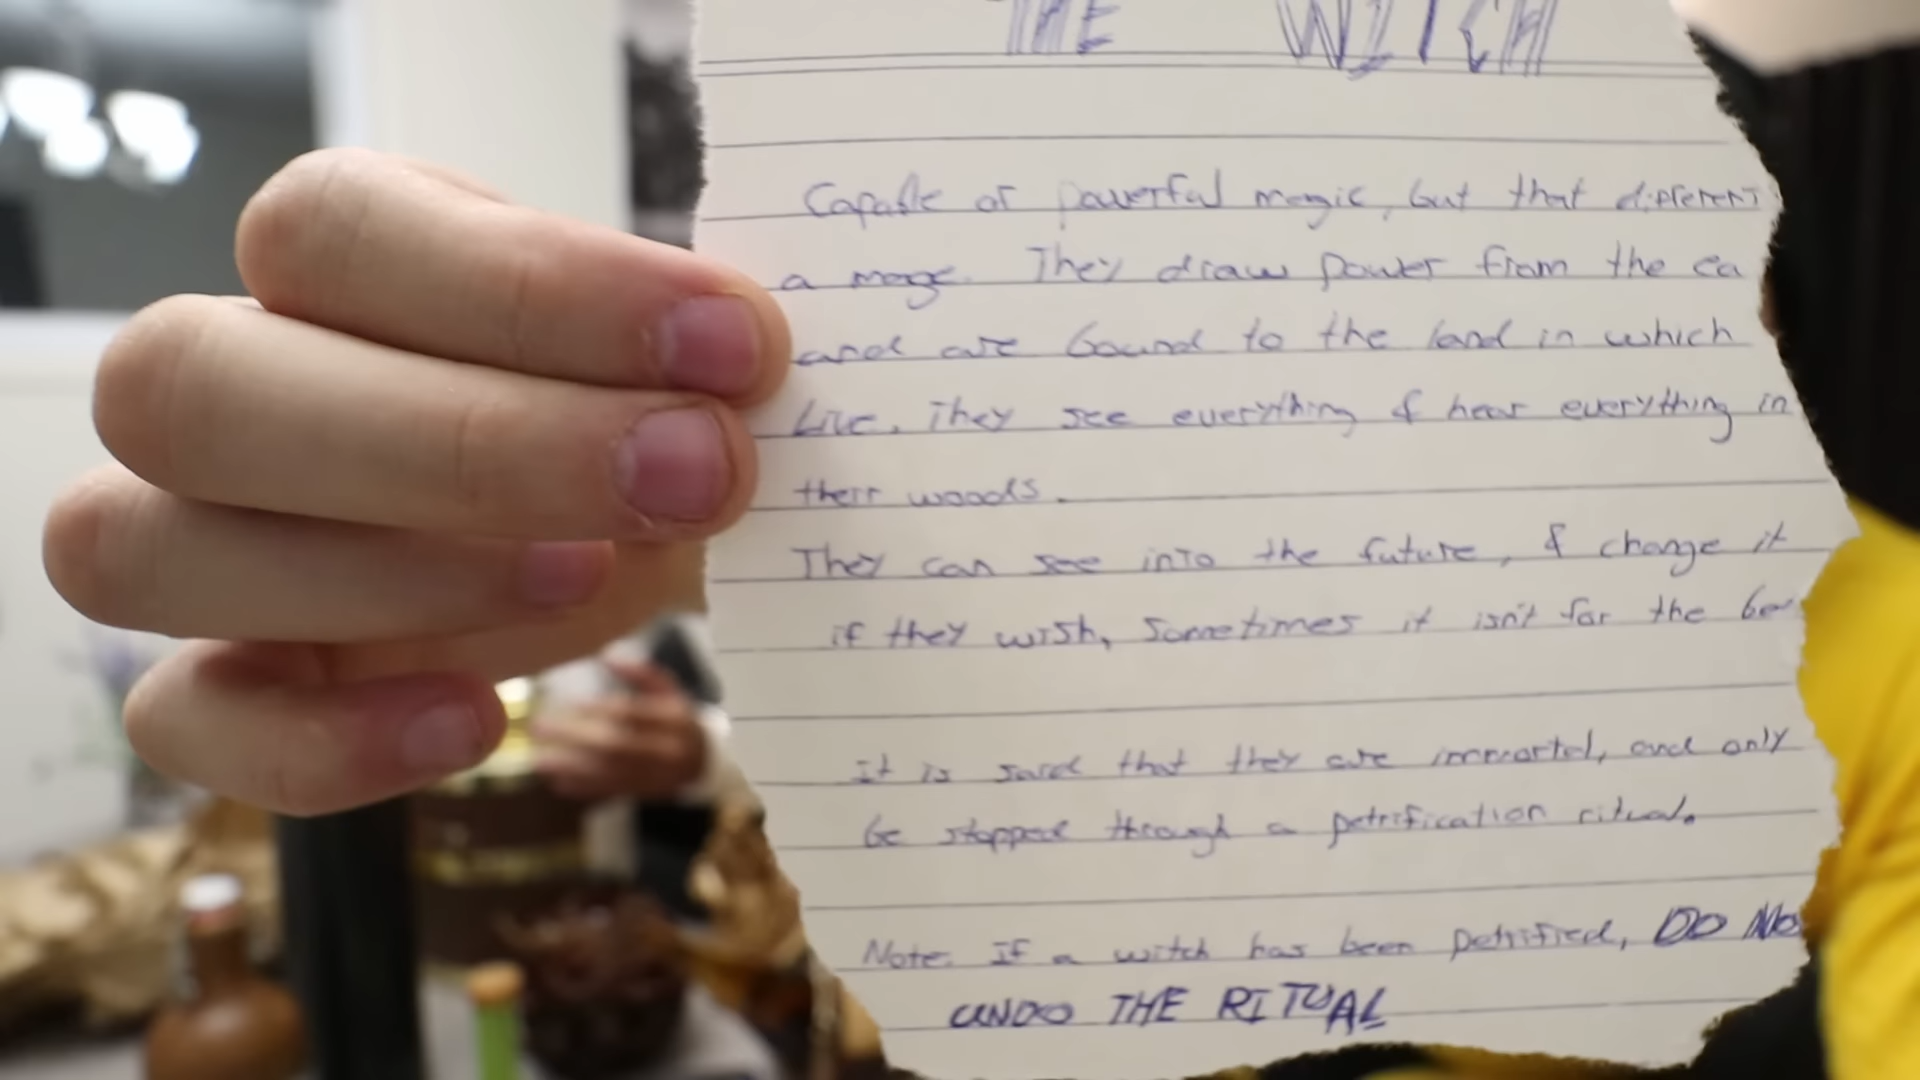 THE WITCH
Capable of powerful magic, but that different
a mage. They draw power from the ea
and are bound to the land in which
Live. They see everything & hear everything in
their woods.
They can see into the future, & change it
if they wish, Sometimes it isn't for the be
it is said that they are immortal, and only
be stopped through a petrification ritual.
Note: If a witch has been petrified, DO NO
UNDO THE RITUAL